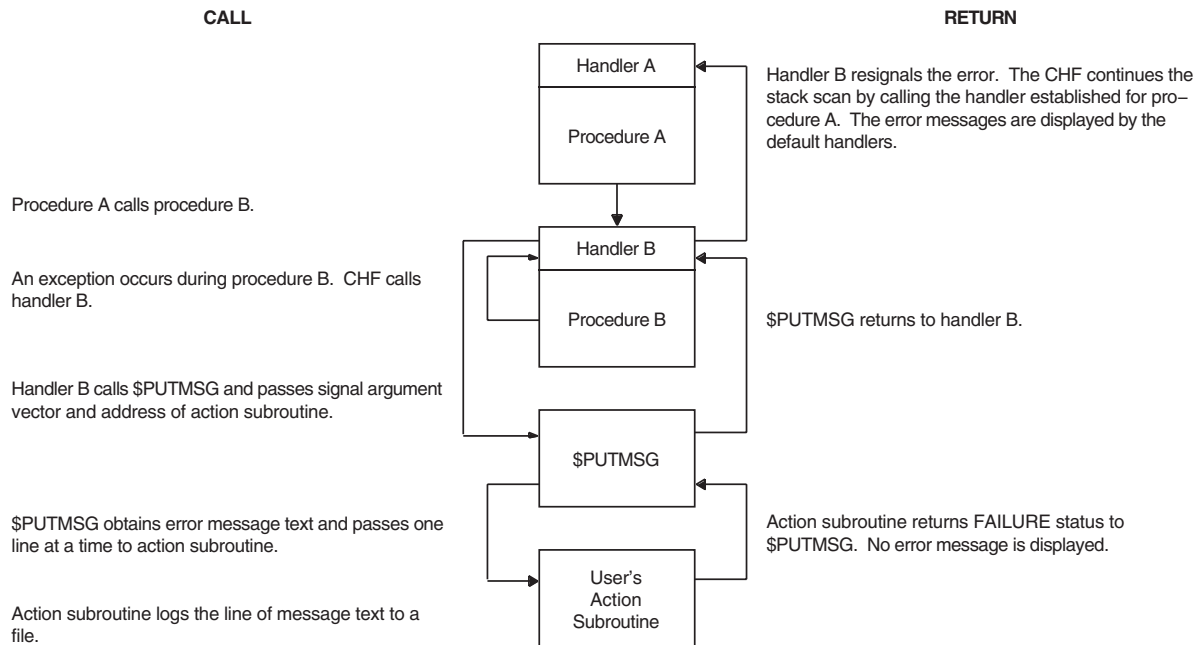 CALL
RETURN
Handler A
Procedure A
Handler B resignals the error. The CHF continues the
stack scan by calling the handler established for pro–
cedure A. The error messages are displayed by the
default handlers.
Procedure A calls procedure B.
Handler B
Procedure B
An exception occurs during procedure B. CHF calls
handler B.
$PUTMSG returns to handler B.
Handler B calls $PUTMSG and passes signal argument
vector and address of action subroutine.
$PUTMSG
$PUTMSG obtains error message text and passes one
line at a time to action subroutine.
Action subroutine returns FAILURE status to
$PUTMSG. No error message is displayed.
User's
Action
Subroutine
Action subroutine logs the line of message text to a
file.